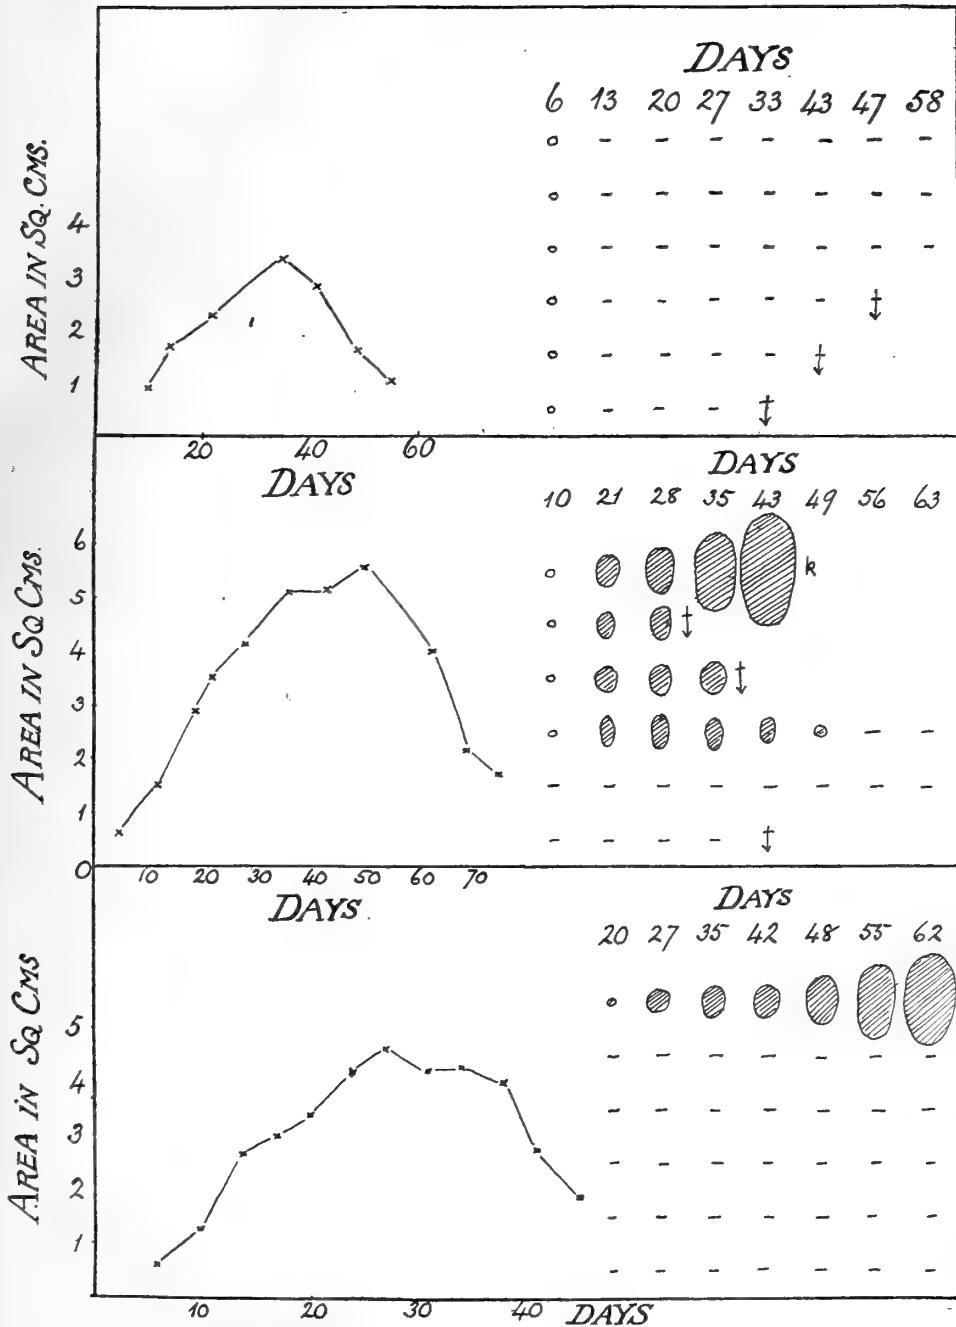 DAYS
6 13 20 27 33 43 47 58
AREA IN SQ. CMS.
4
3
2
1
20 40 60
DAYS
DAYS
10 21 28 35 43 49 56 63
k
AREA IN SQ CMS.
6
5
4
3
2
1
0
10 20 30 40 50 60 70
DAYS.
DAYS
20 27 35 42 48 55 62
AREA IN SQ CMS
5
4
3
2
1
10 20 30 40 DAYS